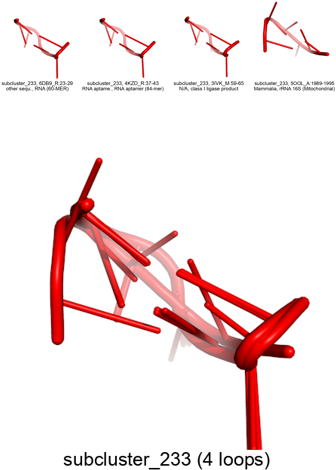 subcluster_233, 6DB9_R:23-29
other sequ., RNA (60-MER)
subcluster_233, 4KZD_R:37-43
RNA aptame., RNA aptamer (84-mer)
subcluster_233, 3IVK_M:59-65
N/A, class I ligase product
subcluster_233, 5OOL_A:1989-1995
Mammalia, rRNA 16S (Mitochondrial)
subcluster_233 (4 loops)